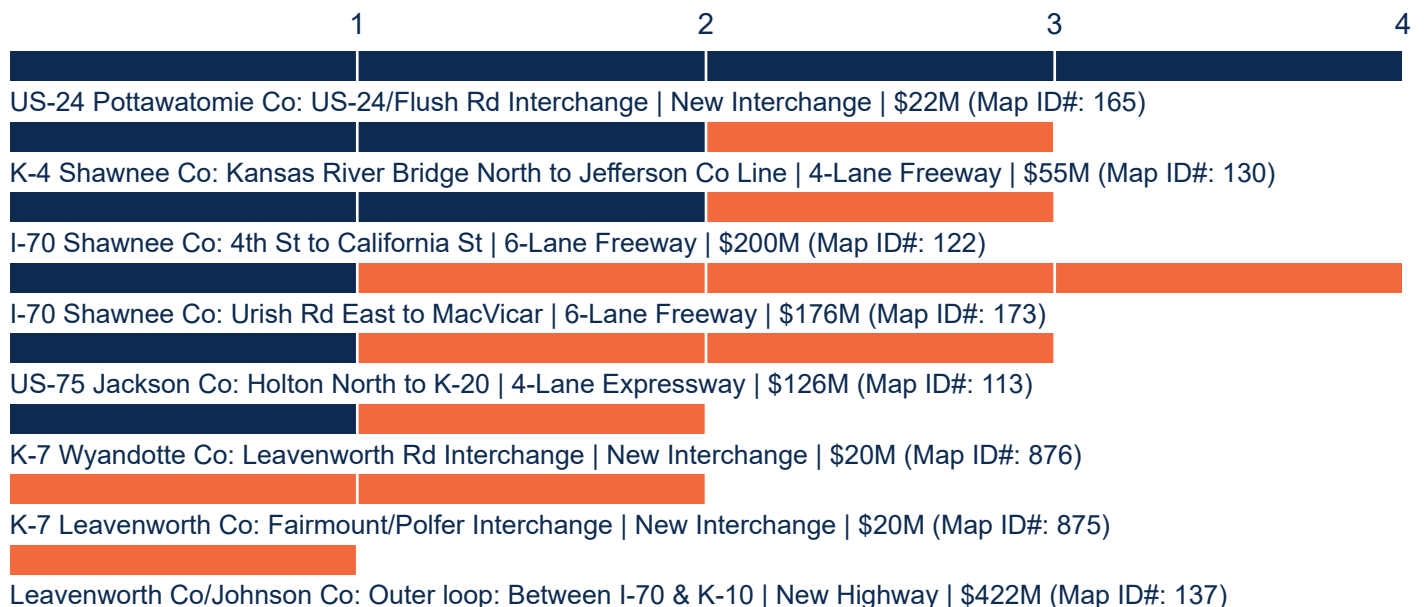 1 2 3 4
US-24 Pottawatomie Co: US-24/Flush Rd Interchange | New Interchange | $22M (Map ID#: 165)
K-4 Shawnee Co: Kansas River Bridge North to Jefferson Co Line | 4-Lane Freeway | $55M (Map ID#: 130)
I-70 Shawnee Co: 4th St to California St | 6-Lane Freeway | $200M (Map ID#: 122)
I-70 Shawnee Co: Urish Rd East to MacVicar | 6-Lane Freeway | $176M (Map ID#: 173)
US-75 Jackson Co: Holton North to K-20 | 4-Lane Expressway | $126M (Map ID#: 113)
K-7 Wyandotte Co: Leavenworth Rd Interchange | New Interchange | $20M (Map ID#: 876)
K-7 Leavenworth Co: Fairmount/Polfer Interchange | New Interchange | $20M (Map ID#: 875)
Leavenworth Co/Johnson Co: Outer loop: Between I-70 & K-10 | New Highway | $422M (Map ID#: 137)